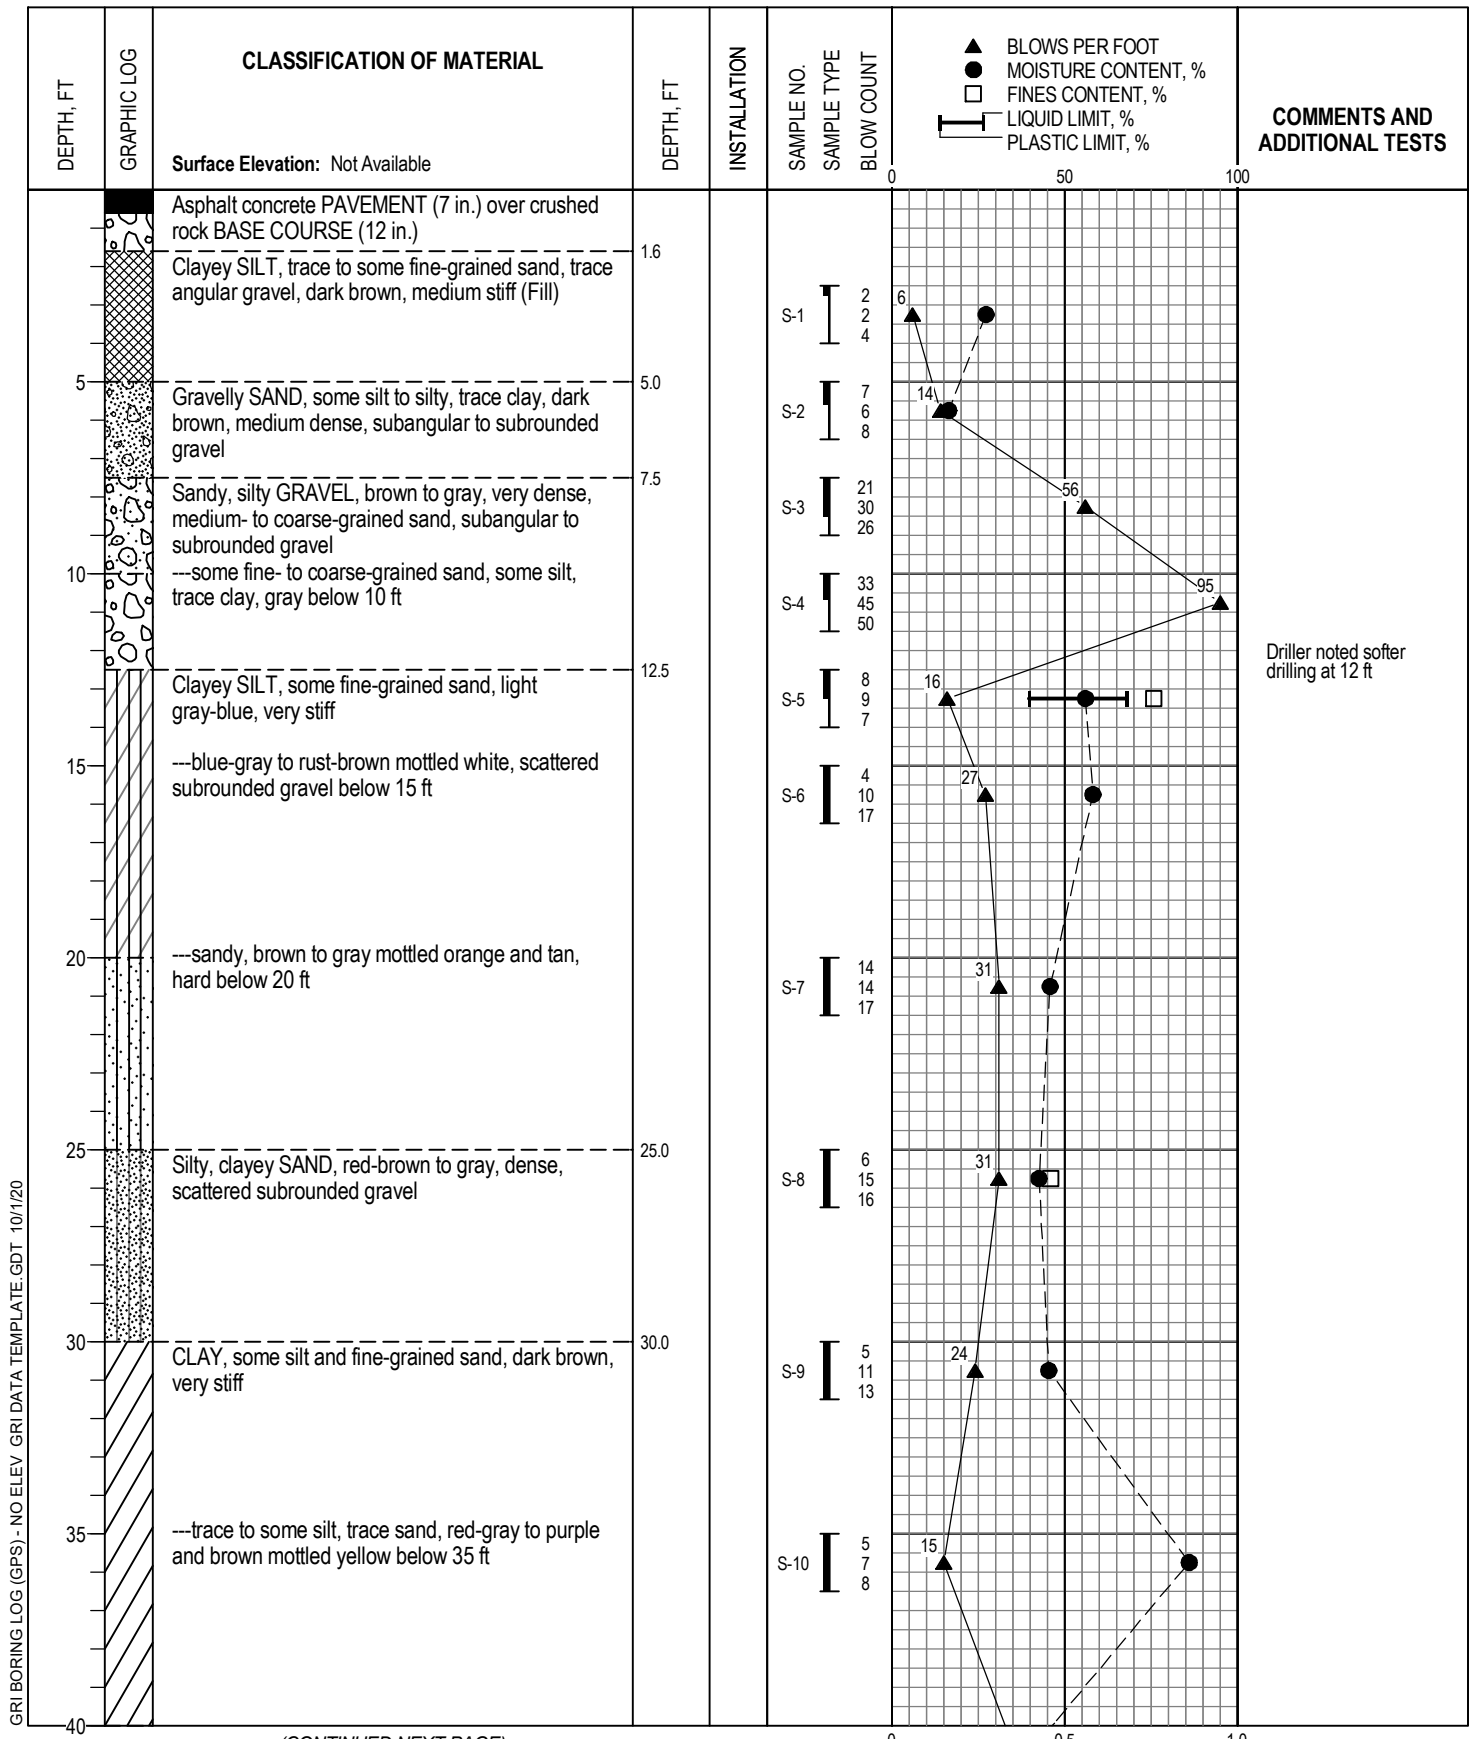 DEPTH, FT
GRAPHIC LOG
CLASSIFICATION OF MATERIAL
Surface Elevation: Not Available
DEPTH, FT
INSTALLATION
SAMPLE NO.
SAMPLE TYPE
BLOW COUNT
BLOWS PER FOOT
MOISTURE CONTENT, %
FINES CONTENT, %
LIQUID LIMIT, %
PLASTIC LIMIT, %
0 50 100
COMMENTS AND
ADDITIONAL TESTS
Asphalt concrete PAVEMENT (7 in.) over crushed
rock BASE COURSE (12 in.)
1.6
Clayey SILT, trace to some fine-grained sand, trace
angular gravel, dark brown, medium stiff (Fill)
S-1
2
2
4
6
5
5.0
Gravelly SAND, some silt to silty, trace clay, dark
brown, medium dense, subangular to subrounded
gravel
S-2
7
6
8
14
7.5
Sandy, silty GRAVEL, brown to gray, very dense,
medium- to coarse-grained sand, subangular to
subrounded gravel
S-3
21
30
26
56
10
---some fine- to coarse-grained sand, some silt,
trace clay, gray below 10 ft
S-4
33
45
50
95
12.5
Driller noted softer
drilling at 12 ft
Clayey SILT, some fine-grained sand, light
gray-blue, very stiff
S-5
8
9
7
16
15
---blue-gray to rust-brown mottled white, scattered
subrounded gravel below 15 ft
S-6
4
10
17
27
20
---sandy, brown to gray mottled orange and tan,
hard below 20 ft
S-7
14
14
17
31
25
25.0
Silty, clayey SAND, red-brown to gray, dense,
scattered subrounded gravel
S-8
6
15
16
31
30
30.0
CLAY, some silt and fine-grained sand, dark brown,
very stiff
S-9
5
11
13
24
35
---trace to some silt, trace sand, red-gray to purple
and brown mottled yellow below 35 ft
S-10
5
7
8
15
40
(CONTINUED NEXT PAGE)
0 0.5 1.0
GRI BORING LOG (GPS) - NO ELEV GRI DATA TEMPLATE.GDT 10/1/20